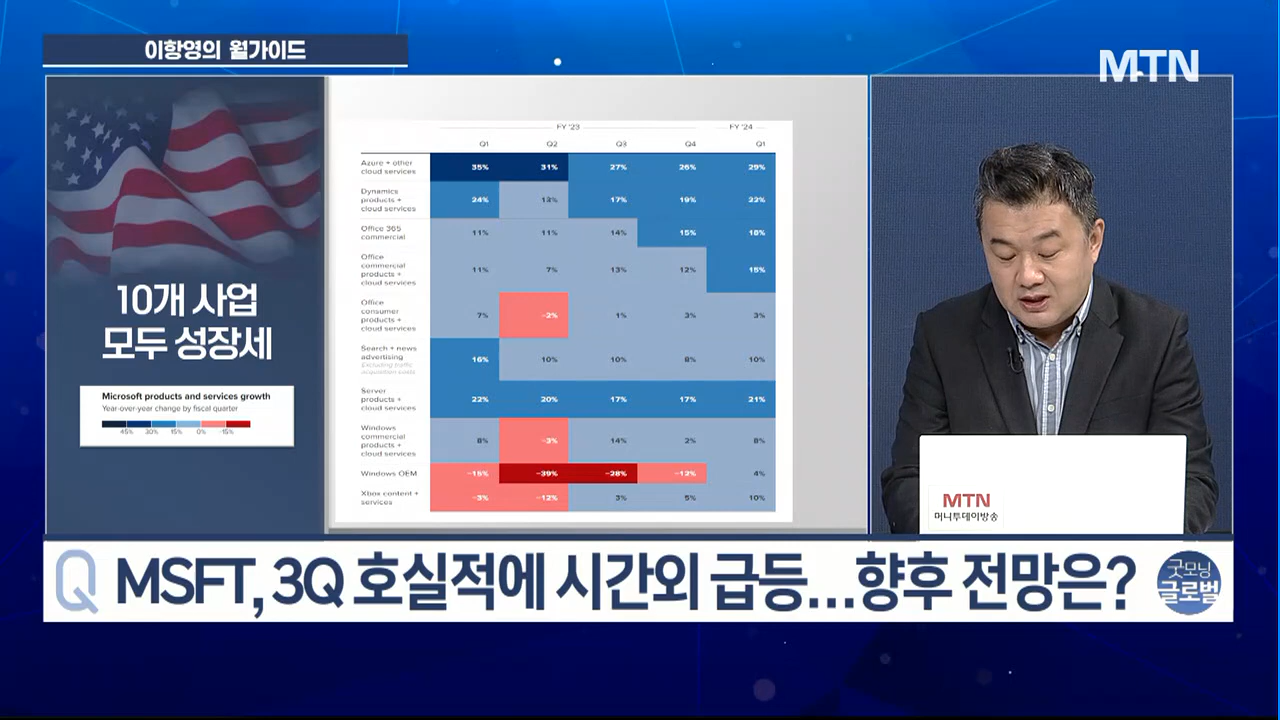 이항영의 월가이드
MTN
10개 사업
모두 성장세
Microsoft products and services growth
Year-over-year change by fiscal quarter
45% 30% 15% 0% -15%
FY '23 FY '24
Q1 Q2 Q3 Q4 Q1
Azure + other
cloud services
35% 31% 27% 26% 29%
Dynamics
products +
cloud services
24% 13% 17% 19% 22%
Office 365
commercial
11% 11% 14% 15% 18%
Office
commercial
products +
cloud services
11% 7% 13% 12% 15%
Office
consumer
products +
cloud services
7% -2% 1% 3% 3%
Search + news
advertising
Excluding traffic
acquisition costs
16% 10% 10% 8% 10%
Server
products +
cloud services
22% 20% 17% 17% 21%
Windows
commercial
products +
cloud services
8% -3% 14% 2% 8%
Windows OEM
-15% -39% -28% -12% 4%
Xbox content +
services
-3% -12% 3% 5% 10%
MTN
머니투데이방송
Q MSFT, 3Q 호실적에 시간외 급등...향후 전망은?
굿모닝
글로벌